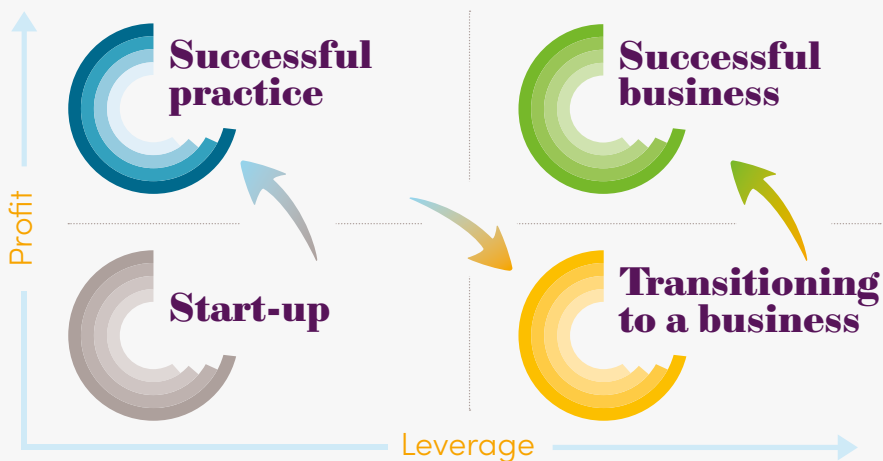 Successful
practice
Successful
business
Profit
Start-up
Transitioning
to a business
Leverage